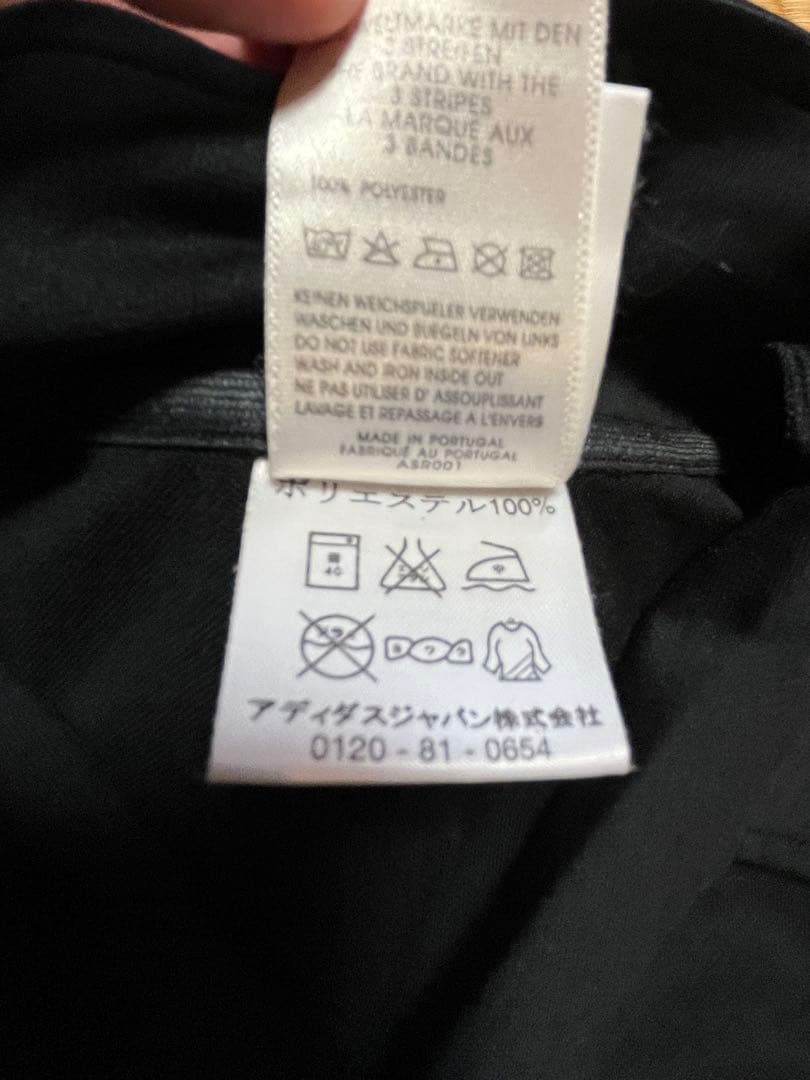 MIT DEN
3 STREIFEN
BRAND WITH THE
3 STRIPES
LA MARQUE AUX
3 BANDES
100% POLYESTER
KEINEN WEICHSPUELER VERWENDEN
WASCHEN UND BUEGELN VON LINKS
DO NOT USE FABRIC SOFTENER
WASH AND IRON INSIDE OUT
NE PAS UTILISER D' ASSOUPLISSANT
LAVAGE ET REPASSAGE A L'ENVERS
MADE IN PORTUGAL
FABRIQUÉ AU PORTUGAL
ASR001
ポリエステル100%
40 中
アディダスジャパン株式会社
0120 - 81 - 0654